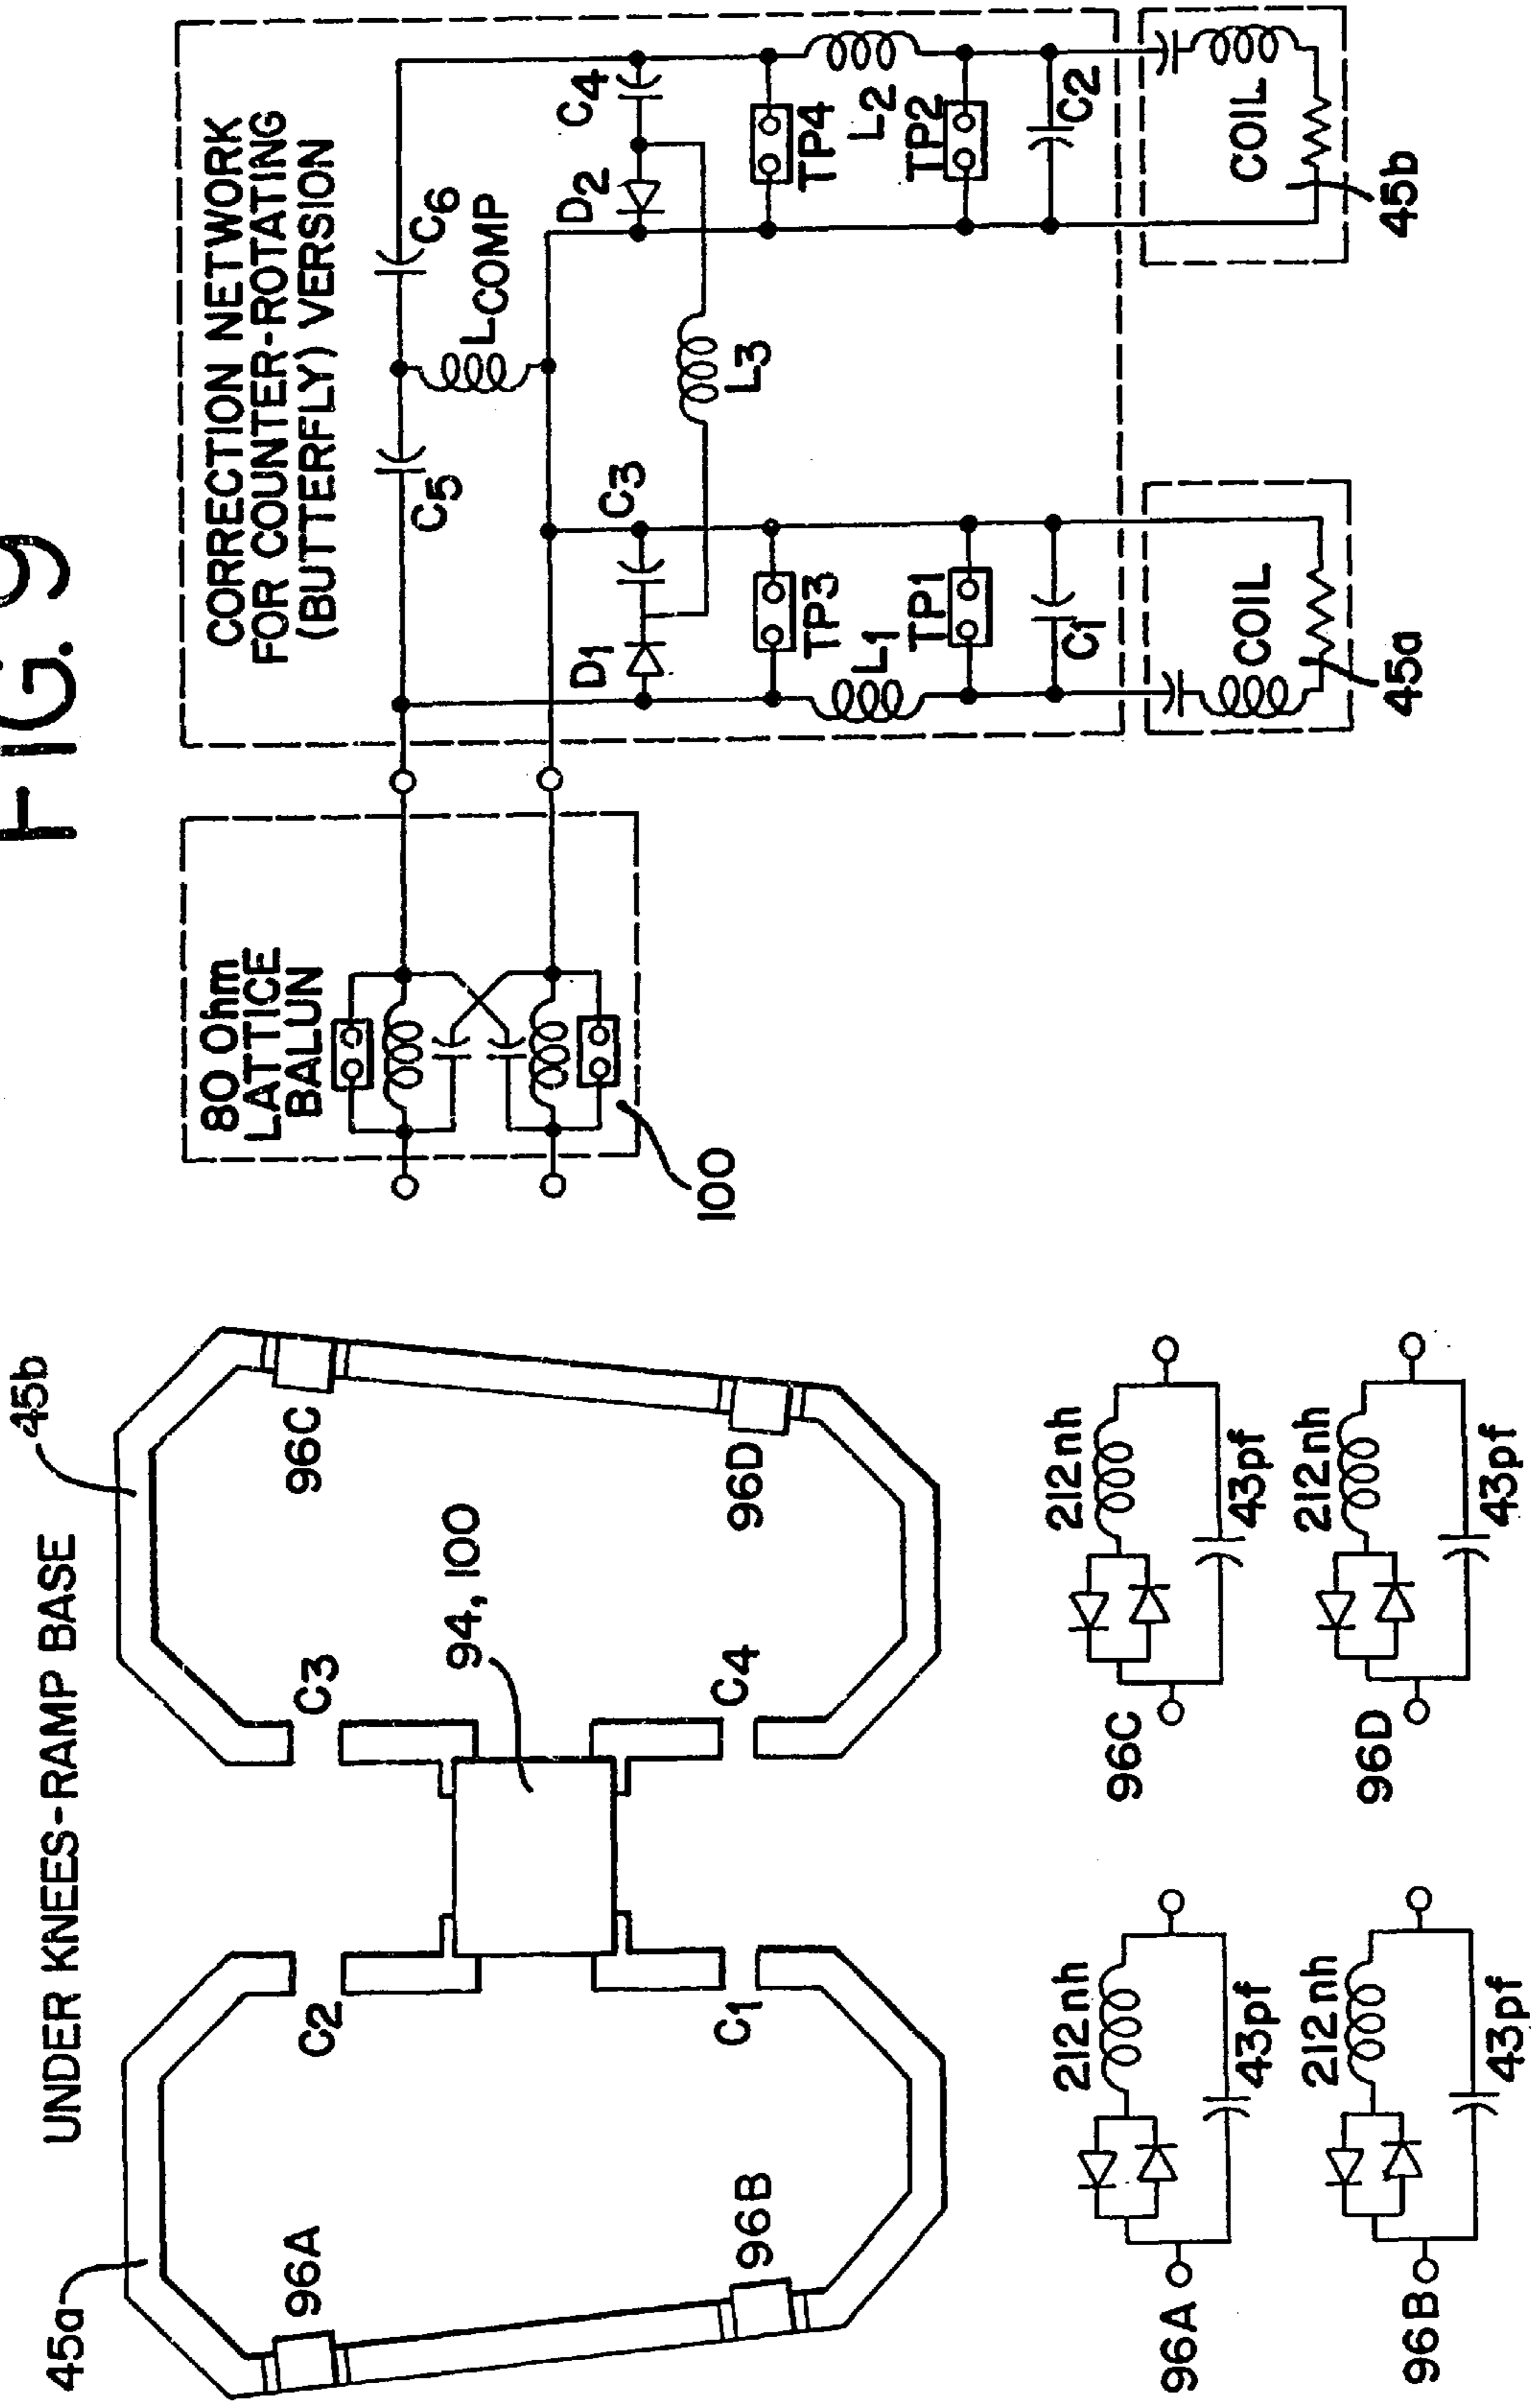 FIG. 9
UNDER KNEES-RAMP BASE
45a
45b
96A
96B
C2
C1
C3
C4
94, 100
96C
96D
96A
212nh
43pf
96C
212nh
43pf
96B
212nh
43pf
96D
212nh
43pf
80 Ohm
LATTICE
BALUN
100
CORRECTION NETWORK
FOR COUNTER-ROTATING
(BUTTERFLY) VERSION
C5
C6
LCOMP
D1
C3
D2
C4
L3
TP3
TP4
L1
L2
TP1
TP2
C1
C2
COIL
45a
COIL
45b